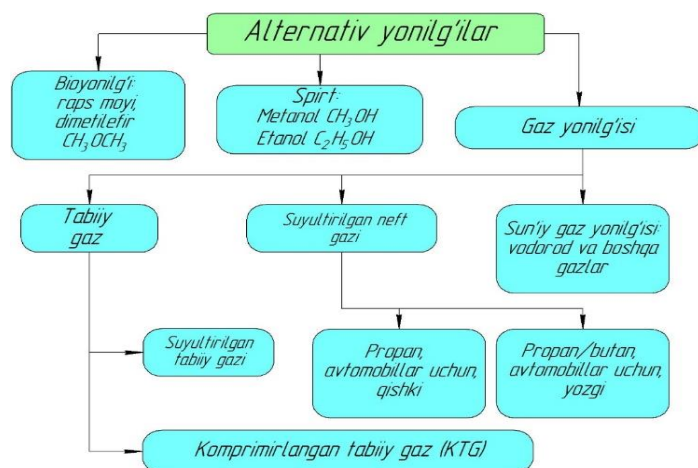 Alternativ yonilg'ilar
Bioyonilg'i:
raps moyi,
dimetilefir
CH₃OCH₃
Spirt:
Metanol CH₃OH
Etanol C₂H₅OH
Gaz yonilg'isi
Tabiiy
gaz
Suyultirilgan neft
gazi
Sun'iy gaz yonilg'isi:
vodorod va boshqa
gazlar
Suyultirilgan
tabiiy gazi
Propan,
avtomobillar uchun,
qishki
Propan/butan,
avtomobillar uchun,
yozgi
Komprimirlangan tabiiy gaz (KTG)